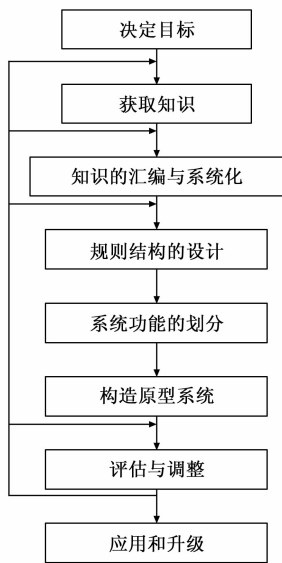 决定目标
获取知识
知识的汇编与系统化
规则结构的设计
系统功能的划分
构造原型系统
评估与调整
应用和升级